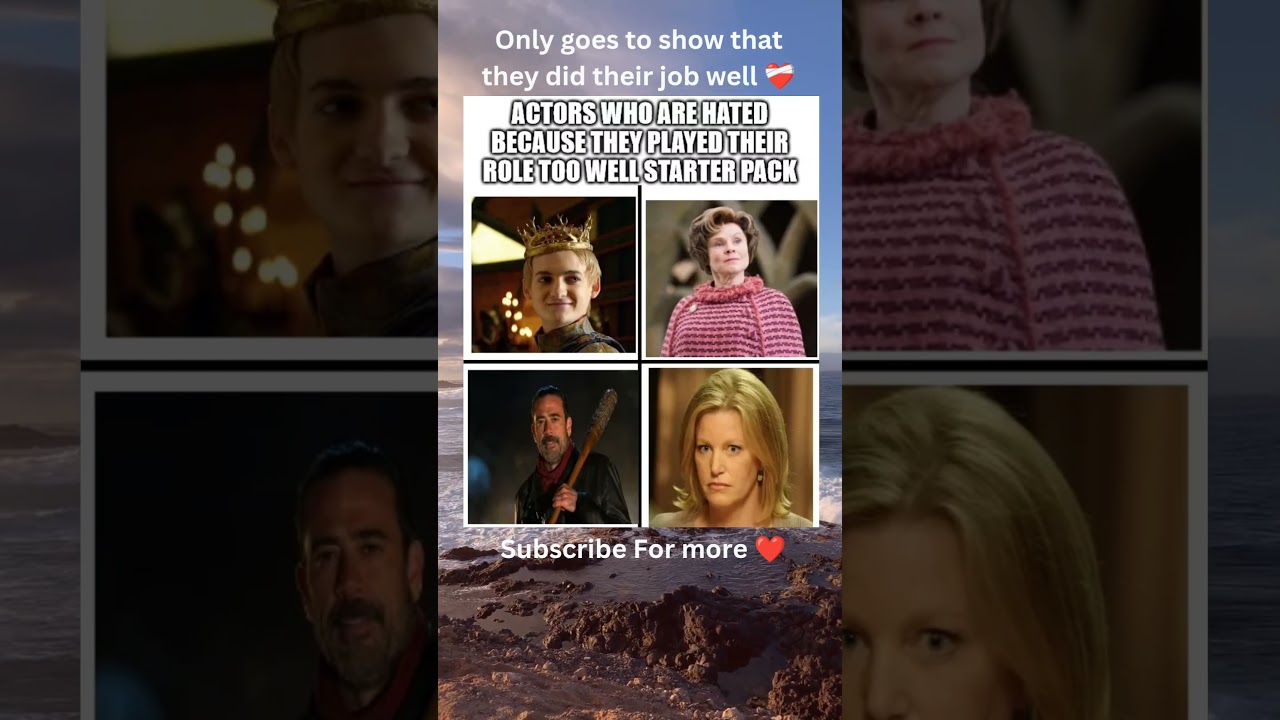 Only goes to show that
they did their job well ❤️‍🩹
ACTORS WHO ARE HATED
BECAUSE THEY PLAYED THEIR
ROLE TOO WELL STARTER PACK
Subscribe For more ❤️